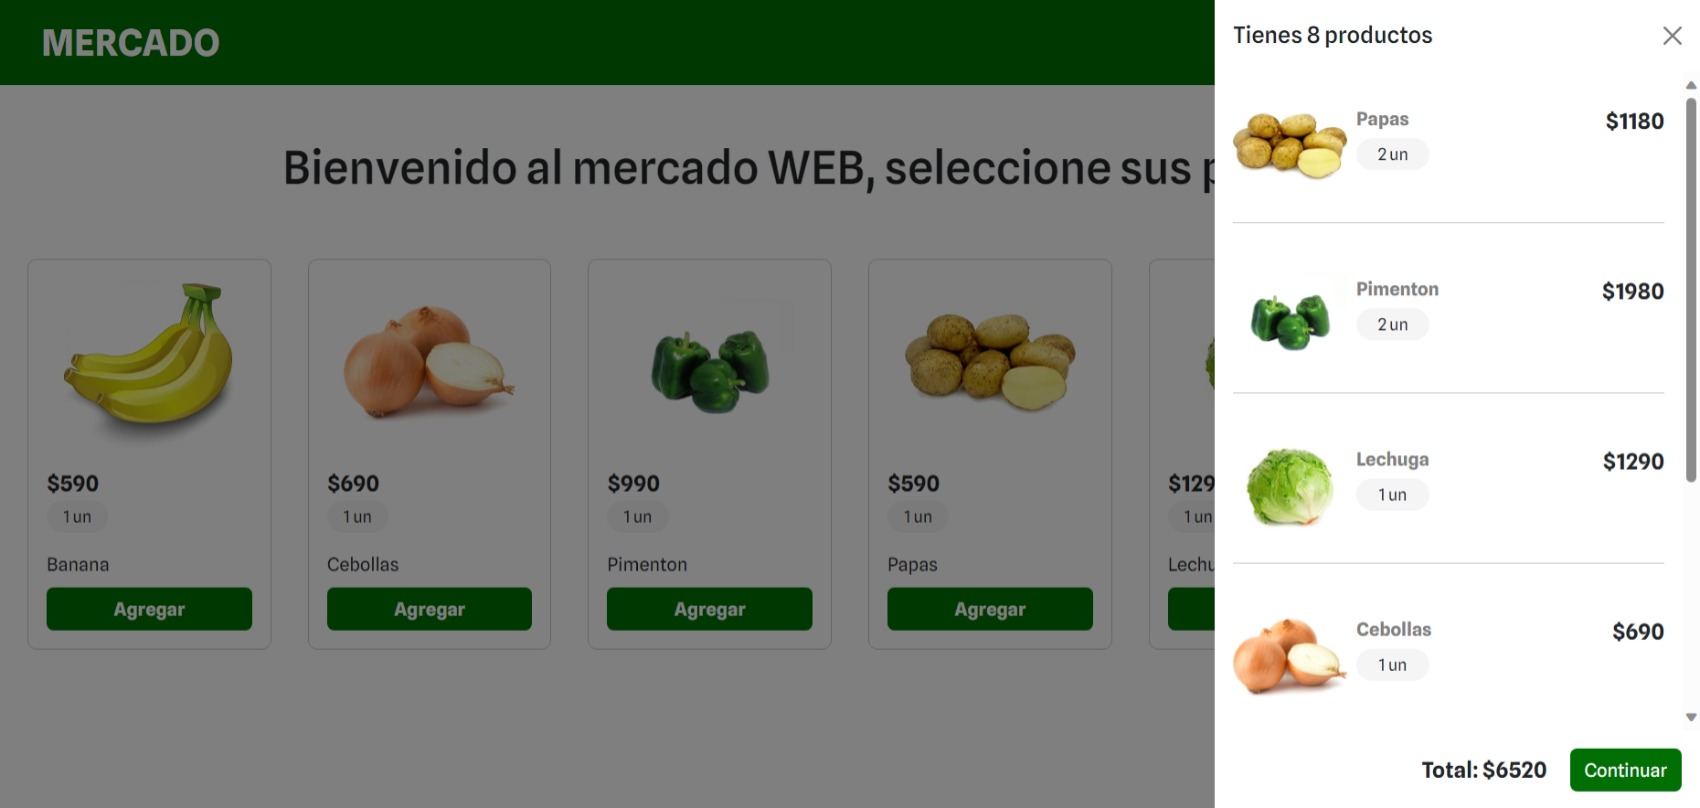 MERCADO
Bienvenido al mercado WEB, seleccione sus
$590
1 un
Banana
Agregar
$690
1 un
Cebollas
Agregar
$990
1 un
Pimenton
Agregar
$590
1 un
Papas
Agregar
$129
1 un
Lechu
Tienes 8 productos
Papas
2 un
$1180
Pimenton
2 un
$1980
Lechuga
1 un
$1290
Cebollas
1 un
$690
Total: $6520
Continuar